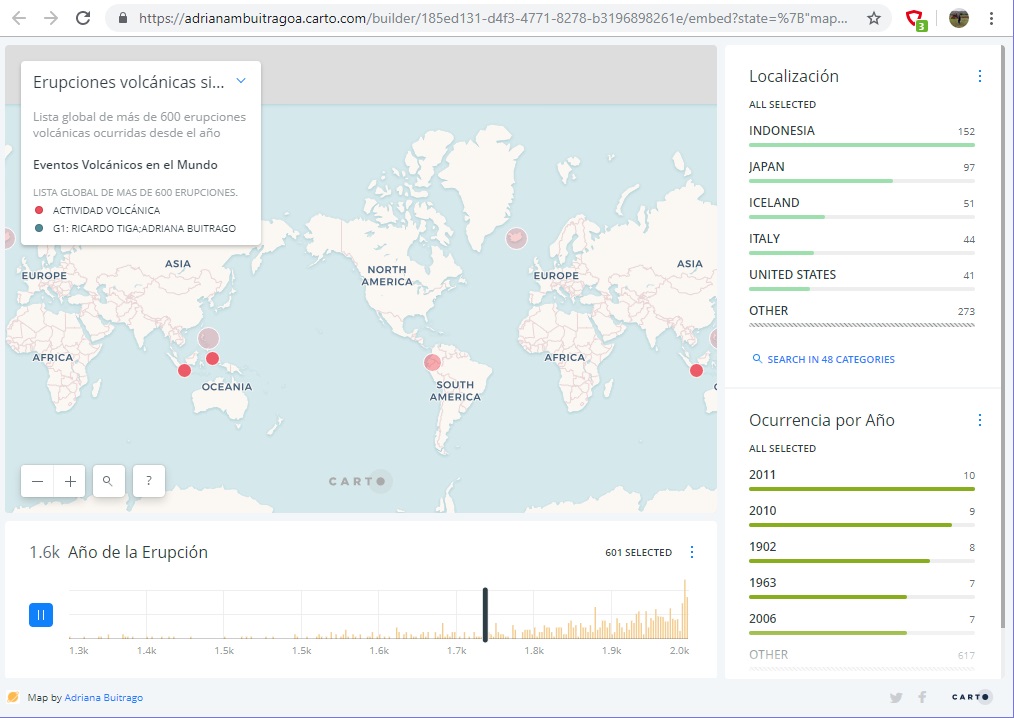 https://adrianambuitragoa.carto.com/builder/185ed131-d4f3-4771-8278-b3196898261e/embed?state=%7B"map...
3
Erupciones volcánicas si...
Lista global de más de 600 erupciones
volcánicas ocurridas desde el año
Eventos Volcánicos en el Mundo
LISTA GLOBAL DE MAS DE 600 ERUPCIONES.
ACTIVIDAD VOLCÁNICA
G1: RICARDO TIGA;ADRIANA BUITRAGO
ASIA
EUROPE
AFRICA
OCEANIA
NORTH
AMERICA
SOUTH
AMERICA
EUROPE
ASIA
AFRICA
CARTO
?
Localización
ALL SELECTED
INDONESIA 152
JAPAN 97
ICELAND 51
ITALY 44
UNITED STATES 41
OTHER 273
SEARCH IN 48 CATEGORIES
Ocurrencia por Año
ALL SELECTED
2011 10
2010 9
1902 8
1963 7
2006 7
OTHER 617
1.6k Año de la Erupción 601 SELECTED
1.3k 1.4k 1.5k 1.5k 1.6k 1.7k 1.8k 1.9k 2.0k
Map by Adriana Buitrago
CARTO